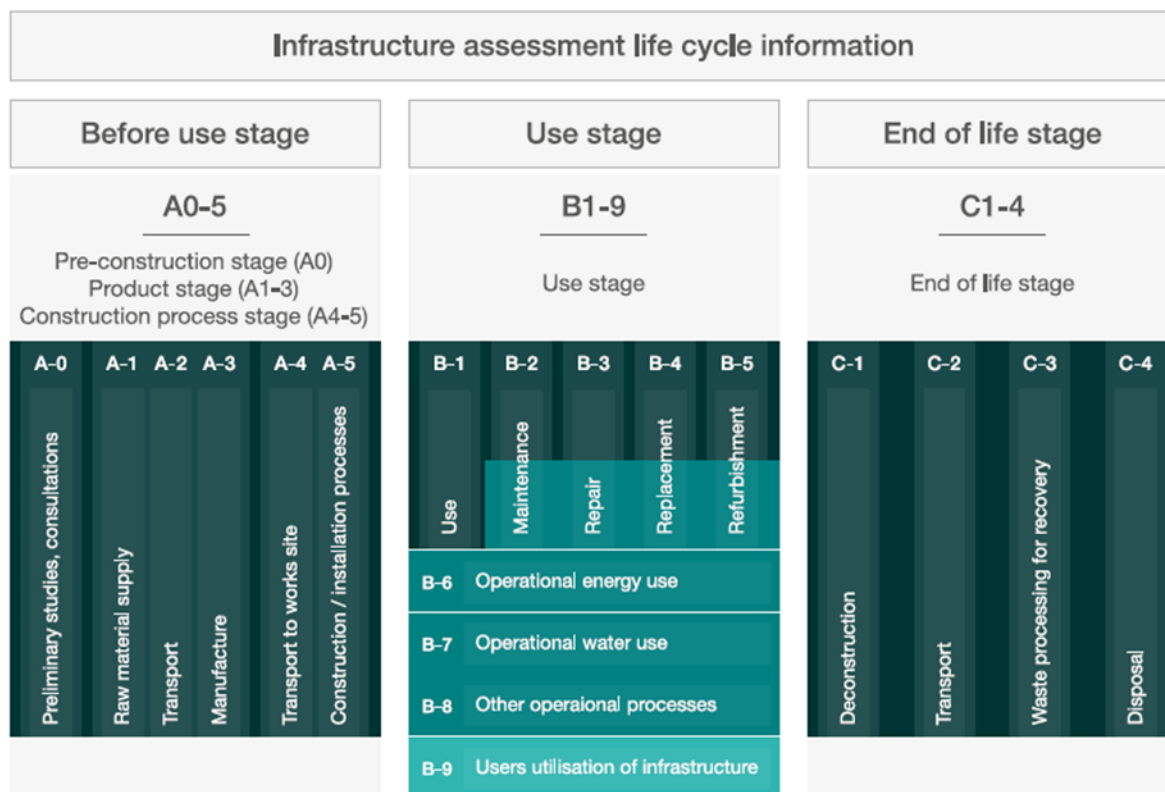 Infrastructure assessment life cycle information
Before use stage
A0-5
Pre-construction stage (A0)
Product stage (A1-3)
Construction process stage (A4-5)
A-0
A-1
A-2
A-3
A-4
A-5
Preliminary studies, consultations
Raw material supply
Transport
Manufacture
Transport to works site
Construction / installation processes
Use stage
B1-9
Use stage
B-1
B-2
B-3
B-4
B-5
Use
Maintenance
Repair
Replacement
Refurbishment
B-6 Operational energy use
B-7 Operational water use
B-8 Other operaional processes
B-9 Users utilisation of infrastructure
End of life stage
C1-4
End of life stage
C-1
C-2
C-3
C-4
Deconstruction
Transport
Waste processing for recovery
Disposal